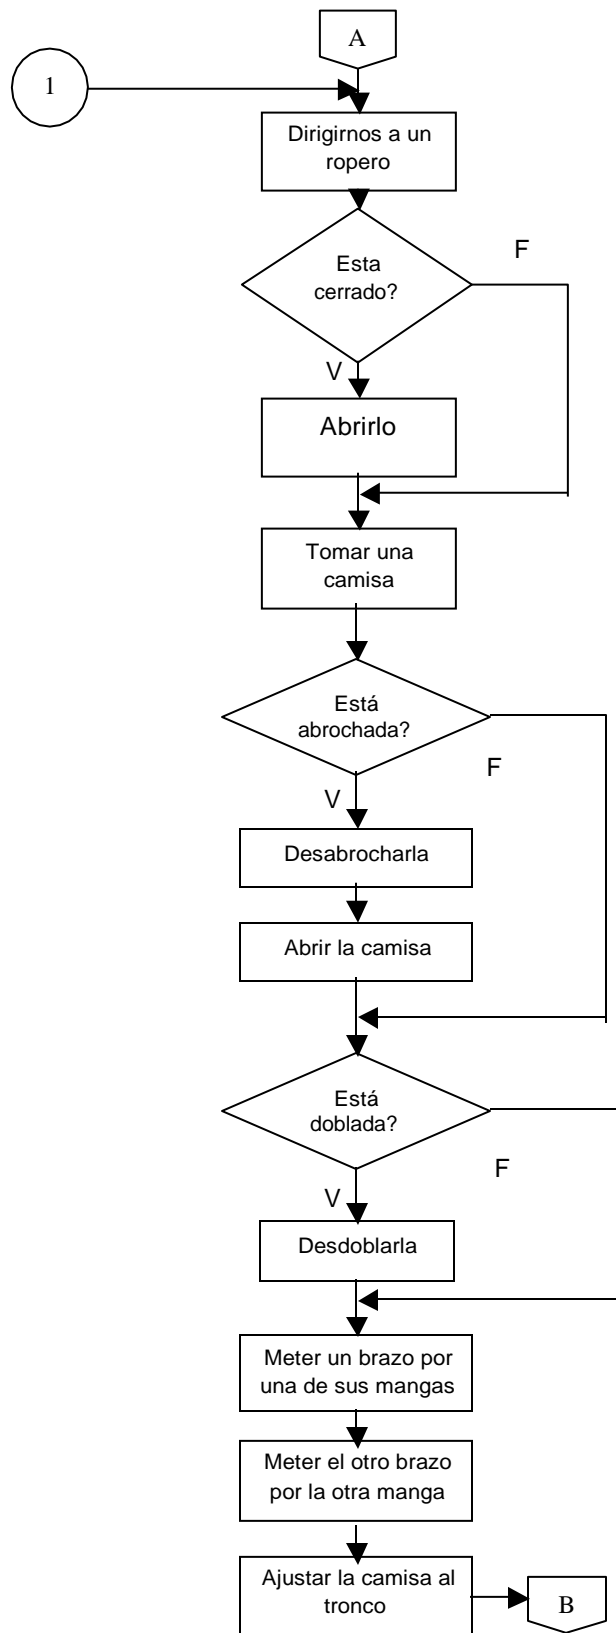 A
1
Dirigirnos a un
ropero
Esta
cerrado?
F
V
Abrirlo
Tomar una
camisa
Está
abrochada?
F
V
Desabrocharla
Abrir la camisa
Está
doblada?
F
V
Desdoblarla
Meter un brazo por
una de sus mangas
Meter el otro brazo
por la otra manga
Ajustar la camisa al
tronco
B